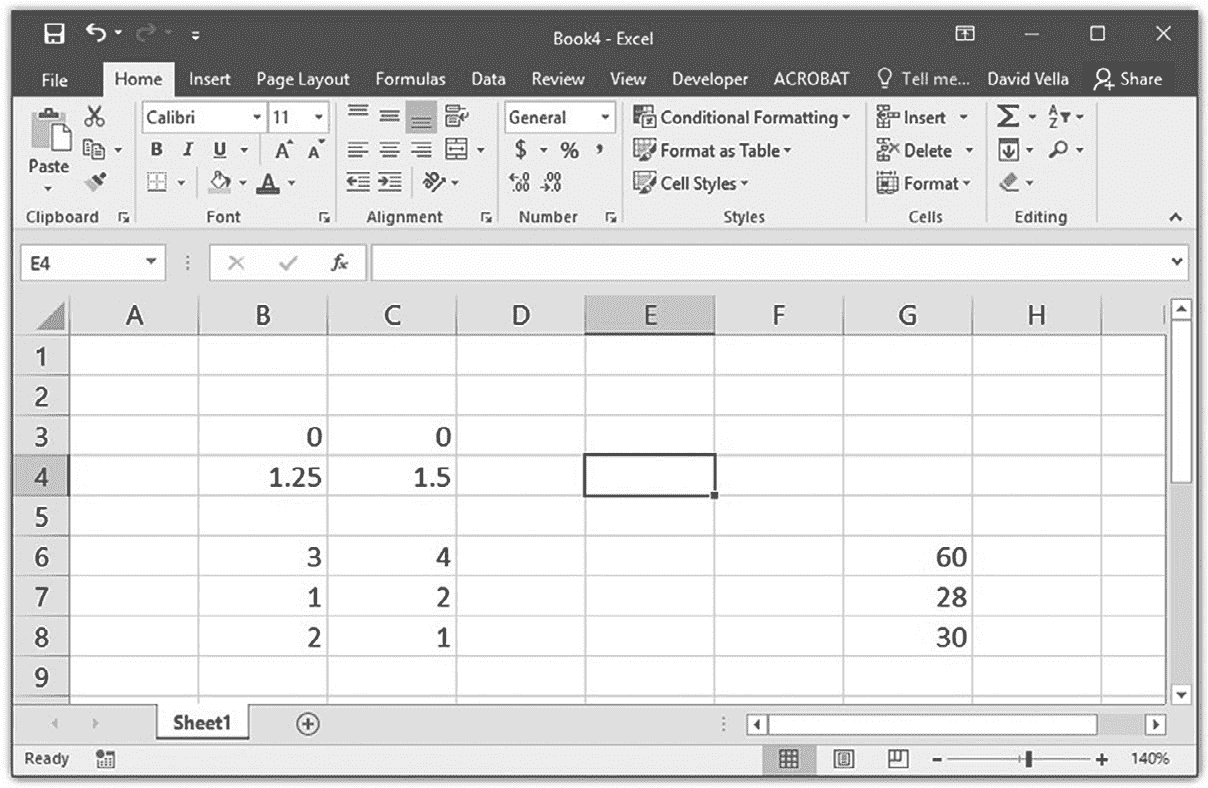 Book4 - Excel
File Home Insert Page Layout Formulas Data Review View Developer ACROBAT Tell me... David Vella Share
Calibri 11 General Conditional Formatting Insert
Paste B I U A A $ % , Format as Table Delete
A Cell Styles Format
Clipboard Font Alignment Number Styles Cells Editing
E4 fx
A B C D E F G H
1
2
3 0 0
4 1.25 1.5
5
6 3 4 60
7 1 2 28
8 2 1 30
9
Sheet1
Ready 140%